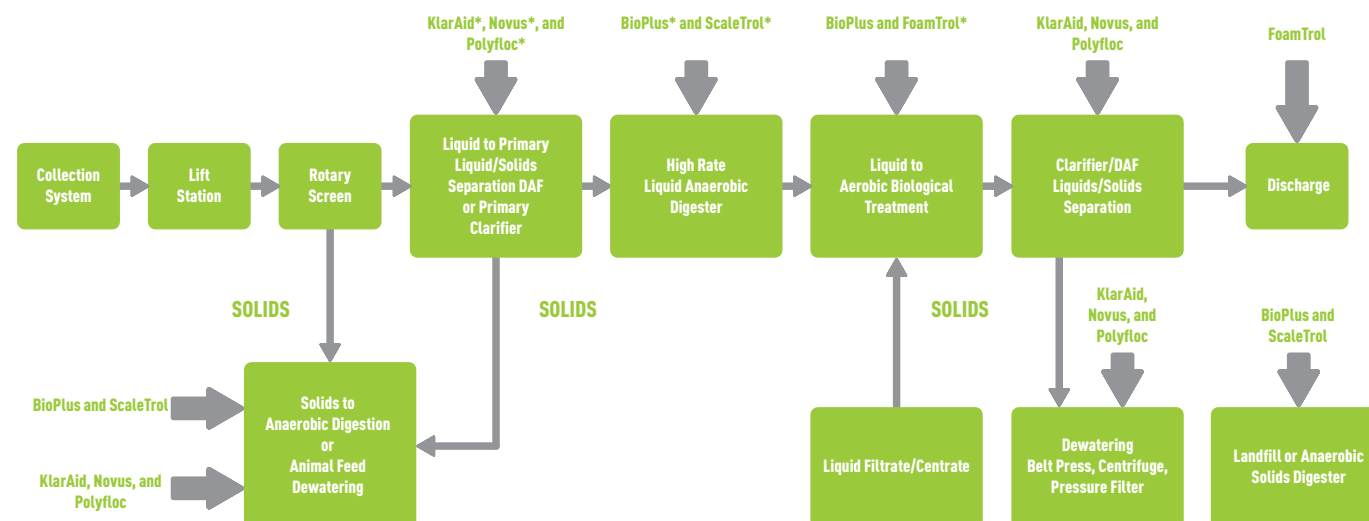 KlarAid*, Novus*, and
Polyfloc*
BioPlus* and ScaleTrol*
BioPlus and FoamTrol*
KlarAid, Novus, and
Polyfloc
FoamTrol
Collection
System
Lift
Station
Rotary
Screen
Liquid to Primary
Liquid/Solids
Separation DAF
or Primary
Clarifier
High Rate
Liquid Anaerobic
Digester
Liquid to
Aerobic Biological
Treatment
Clarifier/DAF
Liquids/Solids
Separation
Discharge
SOLIDS
SOLIDS
SOLIDS
KlarAid,
Novus, and
Polyfloc
BioPlus and
ScaleTrol
BioPlus and ScaleTrol
KlarAid, Novus, and
Polyfloc
Solids to
Anaerobic Digestion
or
Animal Feed
Dewatering
Liquid Filtrate/Centrate
Dewatering
Belt Press, Centrifuge,
Pressure Filter
Landfill or Anaerobic
Solids Digester